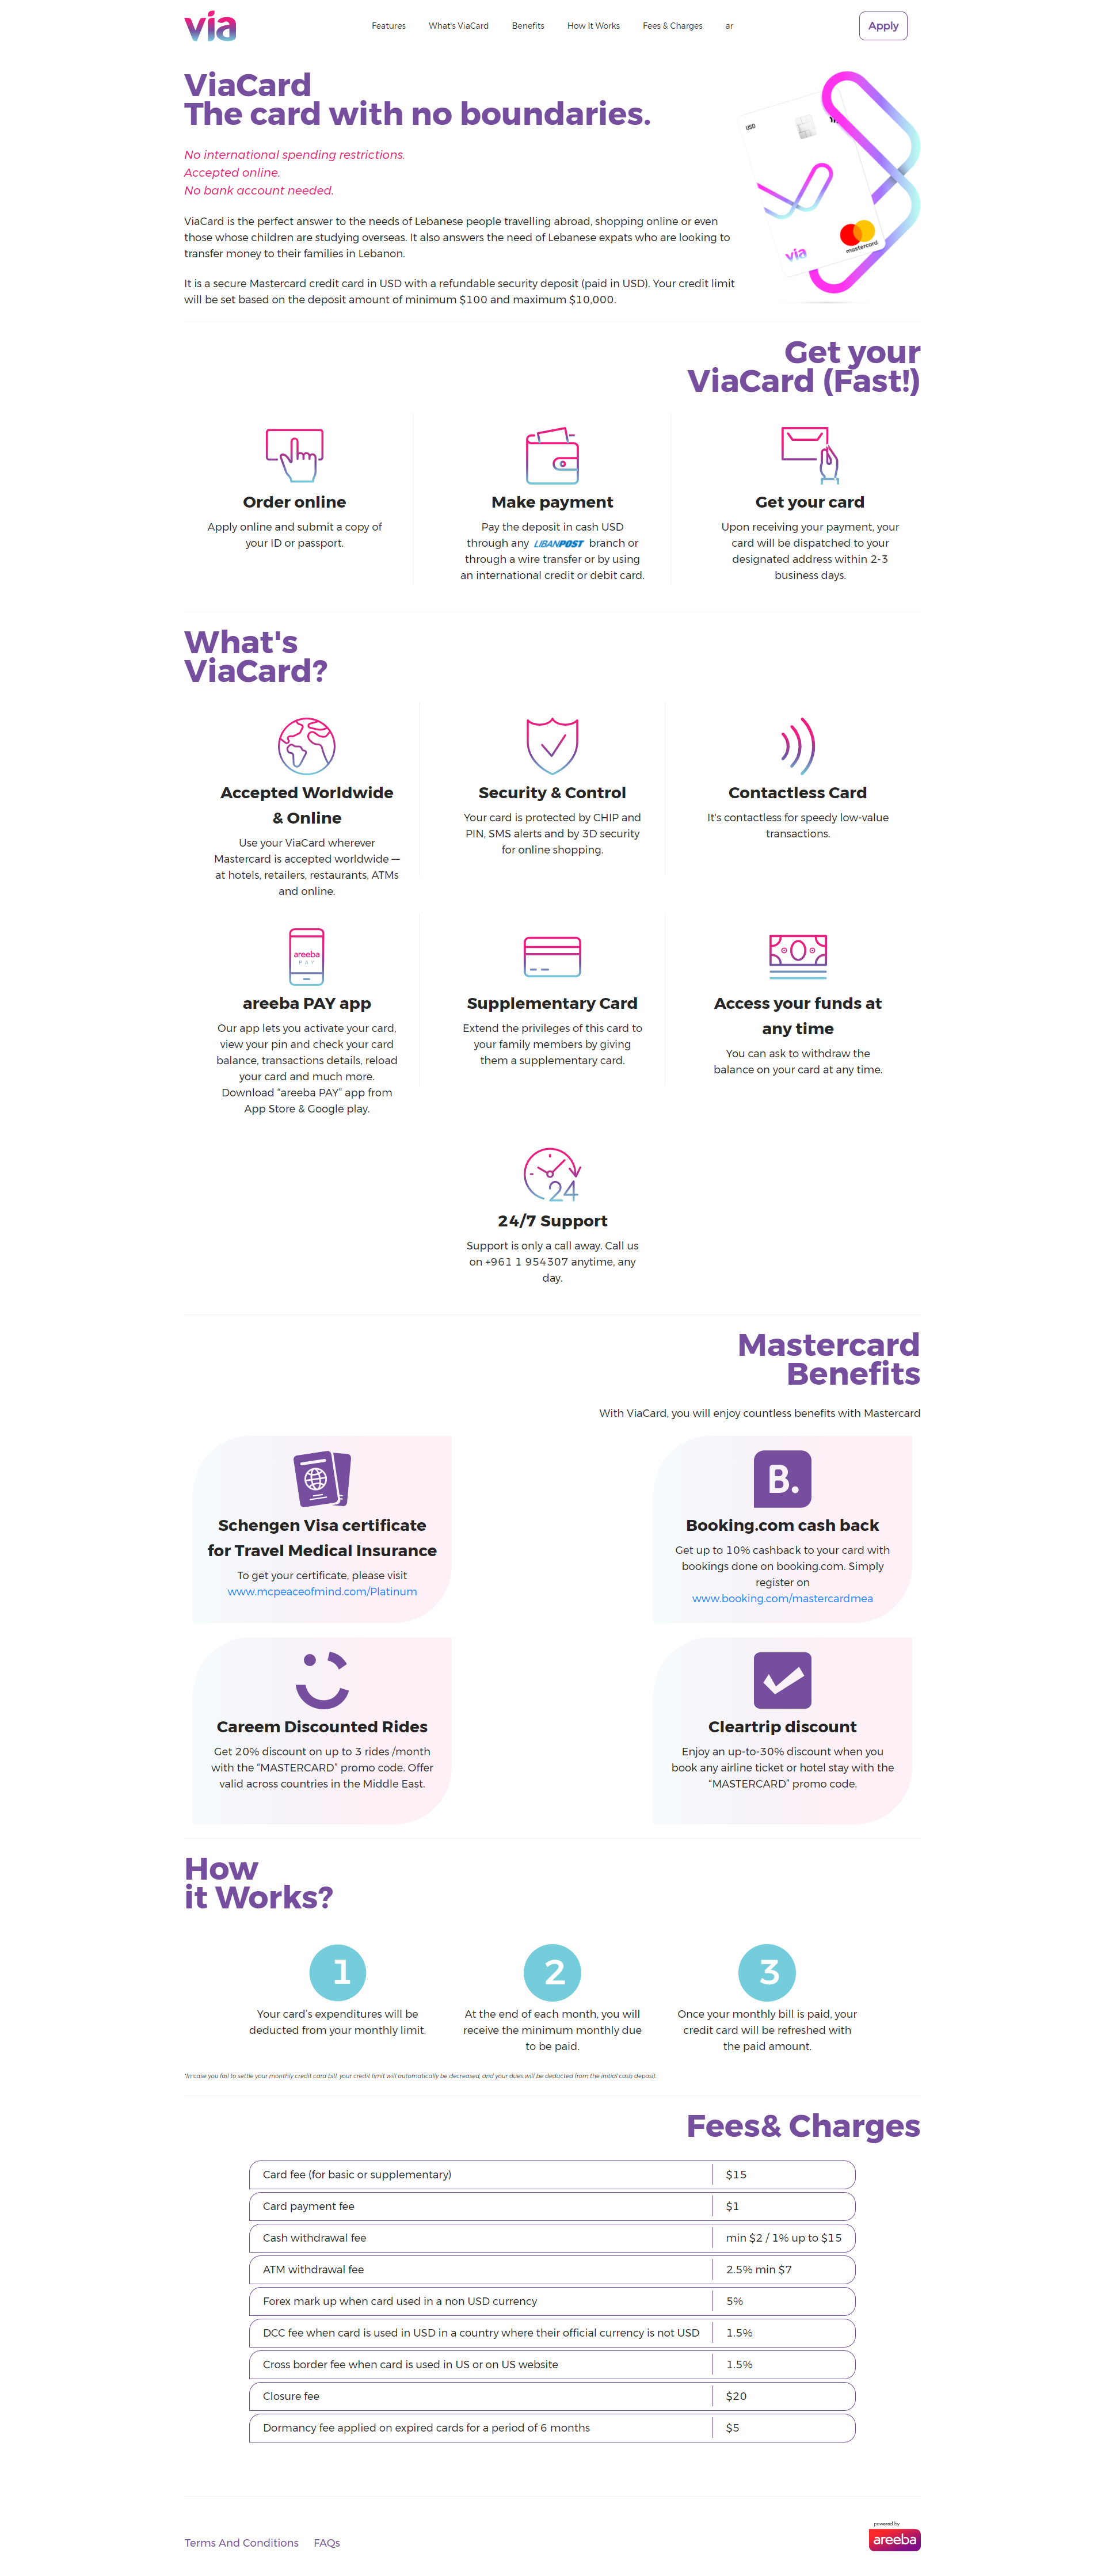 via
Features
What's ViaCard
Benefits
How It Works
Fees & Charges
ar
Apply
ViaCard
The card with no boundaries.
No international spending restrictions.
Accepted online.
No bank account needed.
ViaCard is the perfect answer to the needs of Lebanese people travelling abroad, shopping online or even
those whose children are studying overseas. It also answers the need of Lebanese expats who are looking to
transfer money to their families in Lebanon.
It is a secure Mastercard credit card in USD with a refundable security deposit (paid in USD). Your credit limit
will be set based on the deposit amount of minimum $100 and maximum $10,000.
USD
via
mastercard
Get your
ViaCard (Fast!)
Order online
Apply online and submit a copy of
your ID or passport.
Make payment
Pay the deposit in cash USD
through any LIBANPOST branch or
through a wire transfer or by using
an international credit or debit card.
Get your card
Upon receiving your payment, your
card will be dispatched to your
designated address within 2-3
business days.
What's
ViaCard?
Accepted Worldwide
& Online
Use your ViaCard wherever
Mastercard is accepted worldwide —
at hotels, retailers, restaurants, ATMs
and online.
Security & Control
Your card is protected by CHIP and
PIN, SMS alerts and by 3D security
for online shopping.
Contactless Card
It's contactless for speedy low-value
transactions.
areeba
PAY
areeba PAY app
Our app lets you activate your card,
view your pin and check your card
balance, transactions details, reload
your card and much more.
Download “areeba PAY” app from
App Store & Google play.
Supplementary Card
Extend the privileges of this card to
your family members by giving
them a supplementary card.
Access your funds at
any time
You can ask to withdraw the
balance on your card at any time.
24
24/7 Support
Support is only a call away. Call us
on +961 1 954307 anytime, any
day.
Mastercard
Benefits
With ViaCard, you will enjoy countless benefits with Mastercard
Schengen Visa certificate
for Travel Medical Insurance
To get your certificate, please visit
www.mcpeaceofmind.com/Platinum
B.
Booking.com cash back
Get up to 10% cashback to your card with
bookings done on booking.com. Simply
register on
www.booking.com/mastercardmea
Careem Discounted Rides
Get 20% discount on up to 3 rides /month
with the “MASTERCARD” promo code. Offer
valid across countries in the Middle East.
Cleartrip discount
Enjoy an up-to-30% discount when you
book any airline ticket or hotel stay with the
“MASTERCARD” promo code.
How
it Works?
1
Your card's expenditures will be
deducted from your monthly limit.
2
At the end of each month, you will
receive the minimum monthly due
to be paid.
3
Once your monthly bill is paid, your
credit card will be refreshed with
the paid amount.
*In case you fail to settle your monthly credit card bill, your credit limit will automatically be decreased, and your dues will be deducted from the initial cash deposit.
Fees& Charges
Card fee (for basic or supplementary) $15
Card payment fee $1
Cash withdrawal fee min $2 / 1% up to $15
ATM withdrawal fee 2.5% min $7
Forex mark up when card used in a non USD currency 5%
DCC fee when card is used in USD in a country where their official currency is not USD 1.5%
Cross border fee when card is used in US or on US website 1.5%
Closure fee $20
Dormancy fee applied on expired cards for a period of 6 months $5
Terms And Conditions
FAQs
powered by
areeba